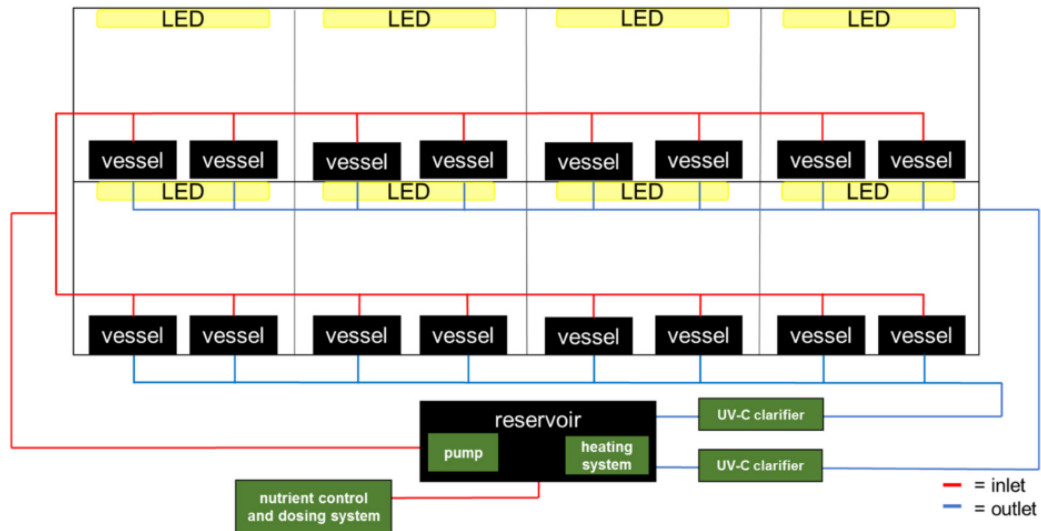 LED LED LED LED
vessel vessel vessel vessel vessel vessel vessel vessel
LED LED LED LED
vessel vessel vessel vessel vessel vessel vessel vessel
reservoir
UV-C clarifier
pump
heating
system
UV-C clarifier
nutrient control
and dosing system
= inlet
= outlet